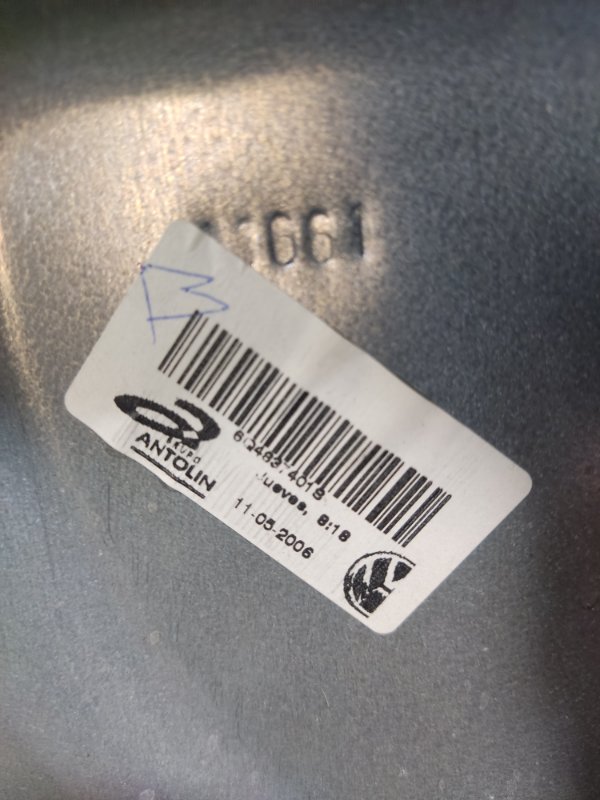 11661
6Q4837401S
Jueves, 8:18
11-05-2006
GRUPO
ANTOLIN